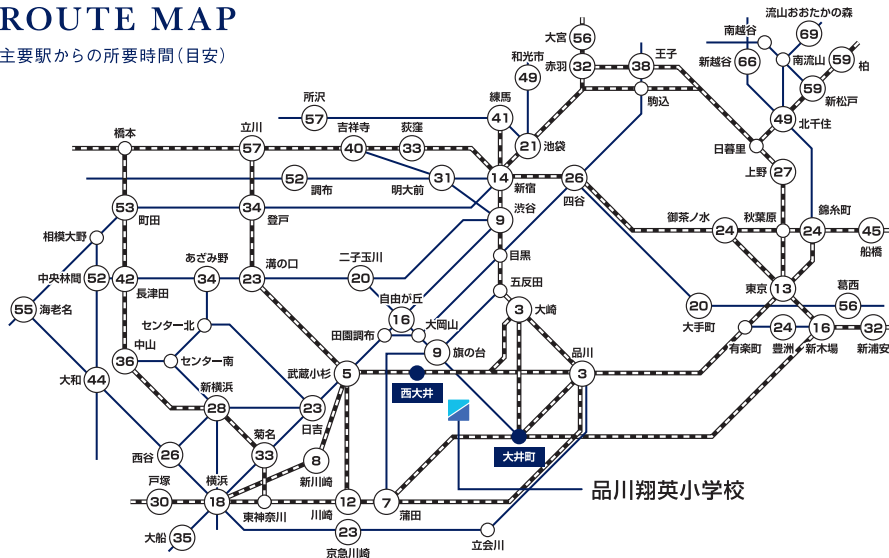 ROUTE MAP
主要駅からの所要時間(目安)
流山おおたかの森
69
大宮
56
南越谷
王子
和光市
赤羽
32
38
新越谷
66
南流山
59
柏
49
駒込
59
新松戸
所沢
57
練馬
41
49
北千住
橋本
立川
57
吉祥寺
40
荻窪
33
21
池袋
日暮里
上野
27
52
調布
明大前
31
14
新宿
26
四谷
53
町田
34
登戸
渋谷
9
御茶ノ水
24
秋葉原
錦糸町
24
45
船橋
相模大野
目黒
中央林間
52
42
長津田
あざみ野
34
溝の口
23
二子玉川
20
五反田
東京
13
葛西
56
55
海老名
自由が丘
16
3
大崎
20
大手町
センター北
田園調布
大岡山
有楽町
24
豊洲
16
新木場
32
新浦安
中山
36
センター南
9
旗の台
品川
3
大和
44
武蔵小杉
5
西大井
新横浜
28
23
日吉
菊名
33
大井町
西谷
26
8
新川崎
戸塚
30
横浜
18
東神奈川
12
川崎
7
蒲田
品川翔英小学校
大船
35
23
京急川崎
立会川